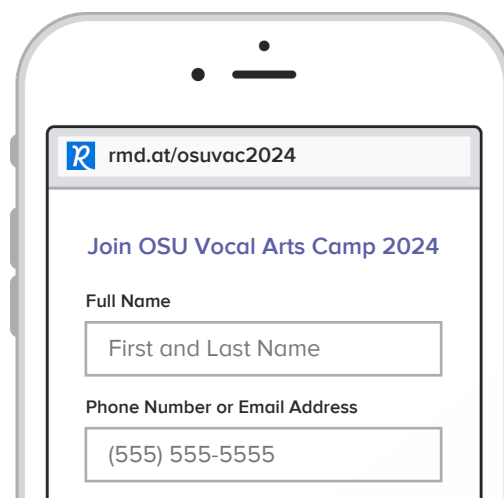 rmd.at/osuvac2024
Join OSU Vocal Arts Camp 2024
Full Name
First and Last Name
Phone Number or Email Address
(555) 555-5555